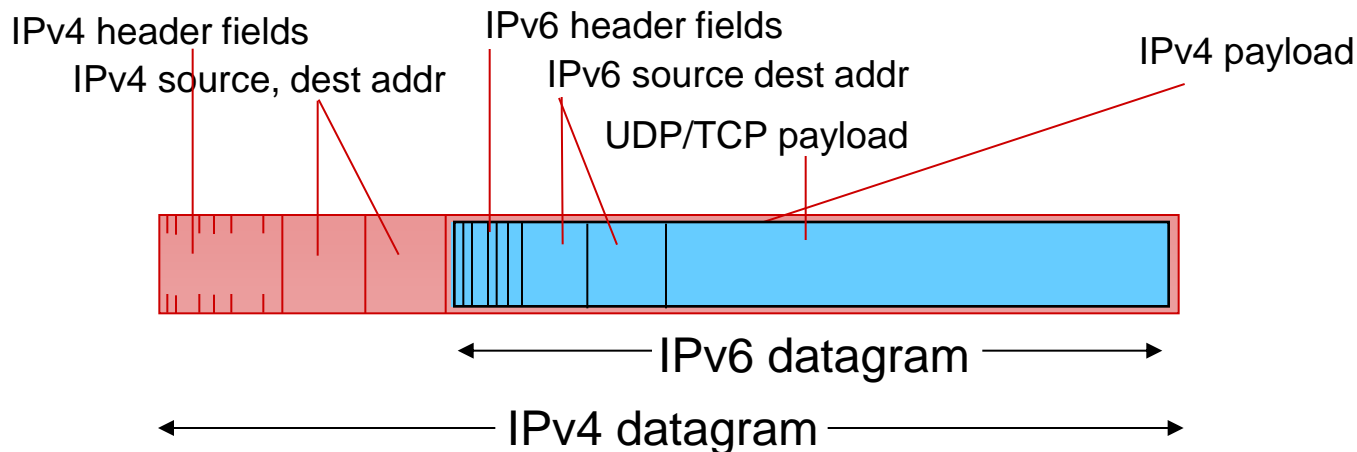 IPv4 header fields
IPv6 header fields
IPv4 payload
IPv4 source, dest addr
IPv6 source dest addr
UDP/TCP payload
IPv6 datagram
IPv4 datagram